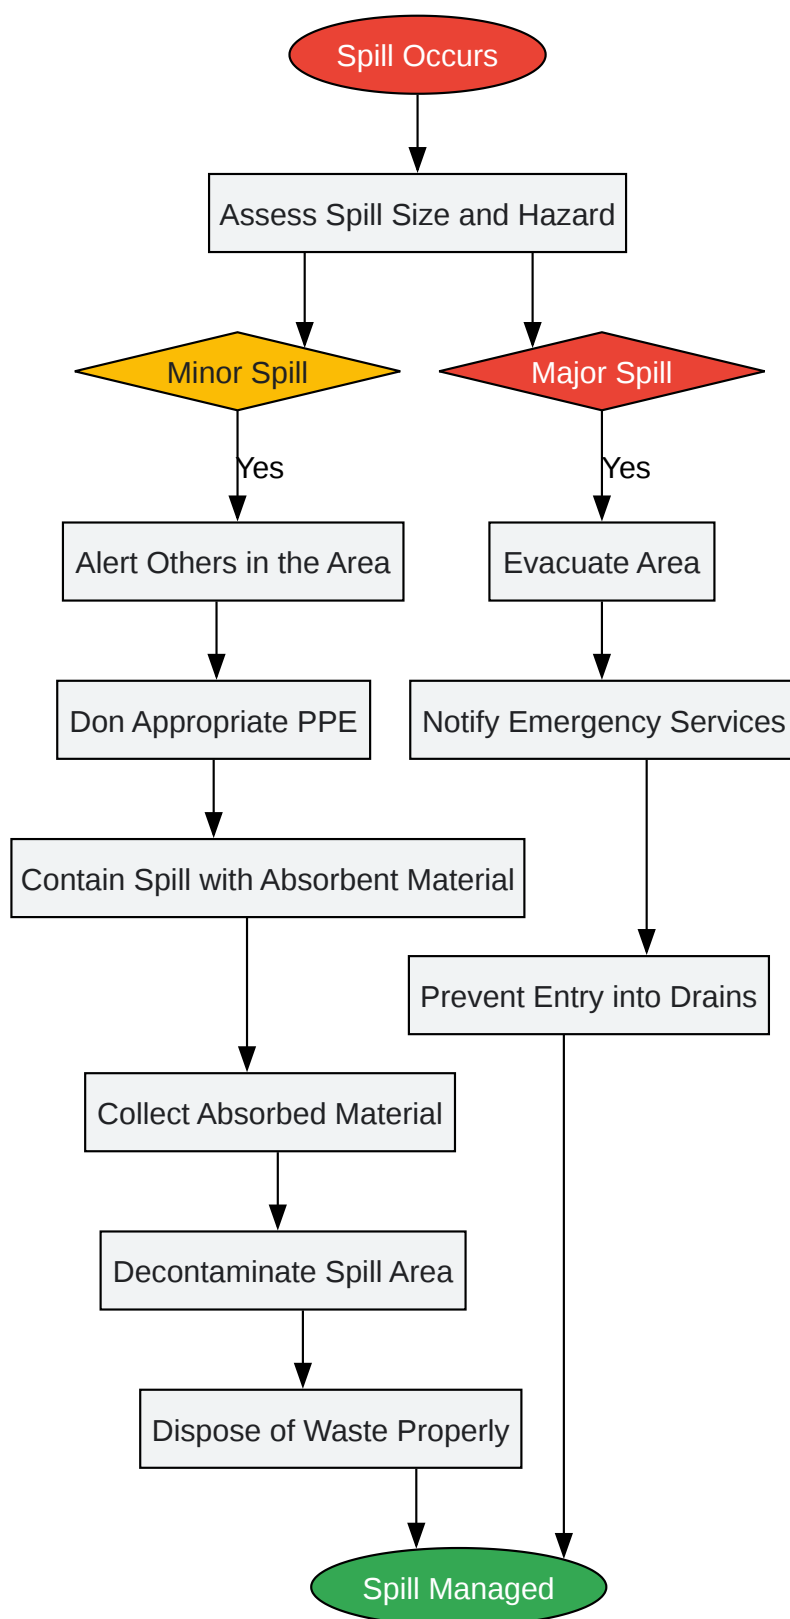 Spill Occurs
Assess Spill Size and Hazard
Minor Spill
Major Spill
Yes
Yes
Alert Others in the Area
Evacuate Area
Don Appropriate PPE
Notify Emergency Services
Contain Spill with Absorbent Material
Prevent Entry into Drains
Collect Absorbed Material
Decontaminate Spill Area
Dispose of Waste Properly
Spill Managed